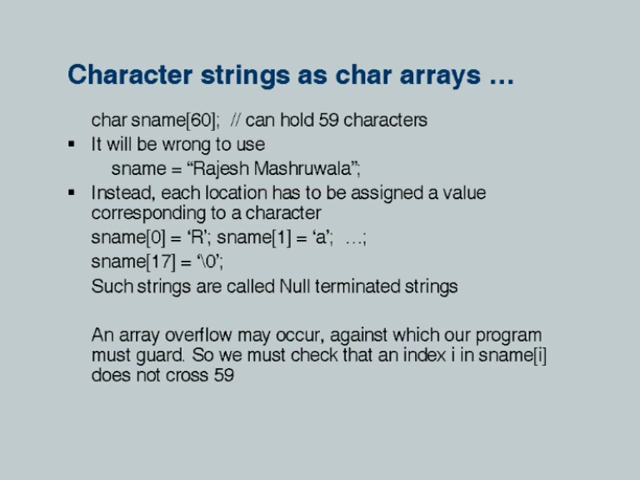 Character strings as char arrays …
char sname[60];  // can hold 59 characters
▪ It will be wrong to use
sname = “Rajesh Mashruwala”;
▪ Instead, each location has to be assigned a value
corresponding to a character
sname[0] = ‘R’; sname[1] = ‘a’;  …;
sname[17] = ‘\0’;
Such strings are called Null terminated strings
An array overflow may occur, against which our program
must guard. So we must check that an index i in sname[i]
does not cross 59